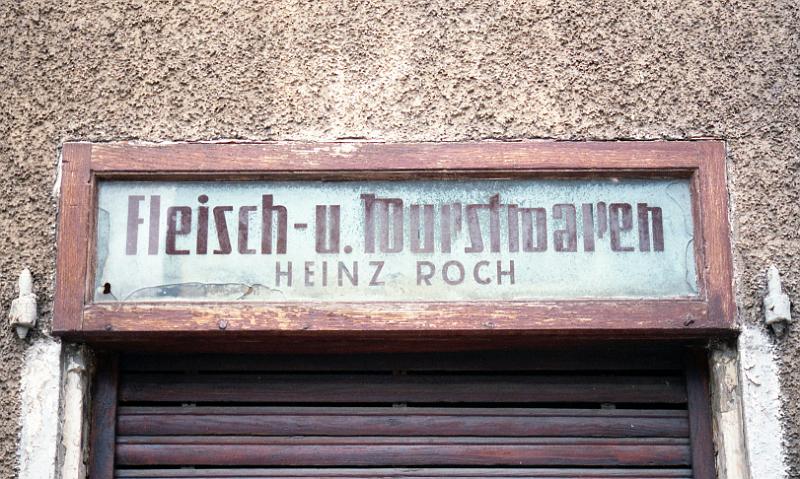 Fleisch-u. Wurstwaren
HEINZ ROCH